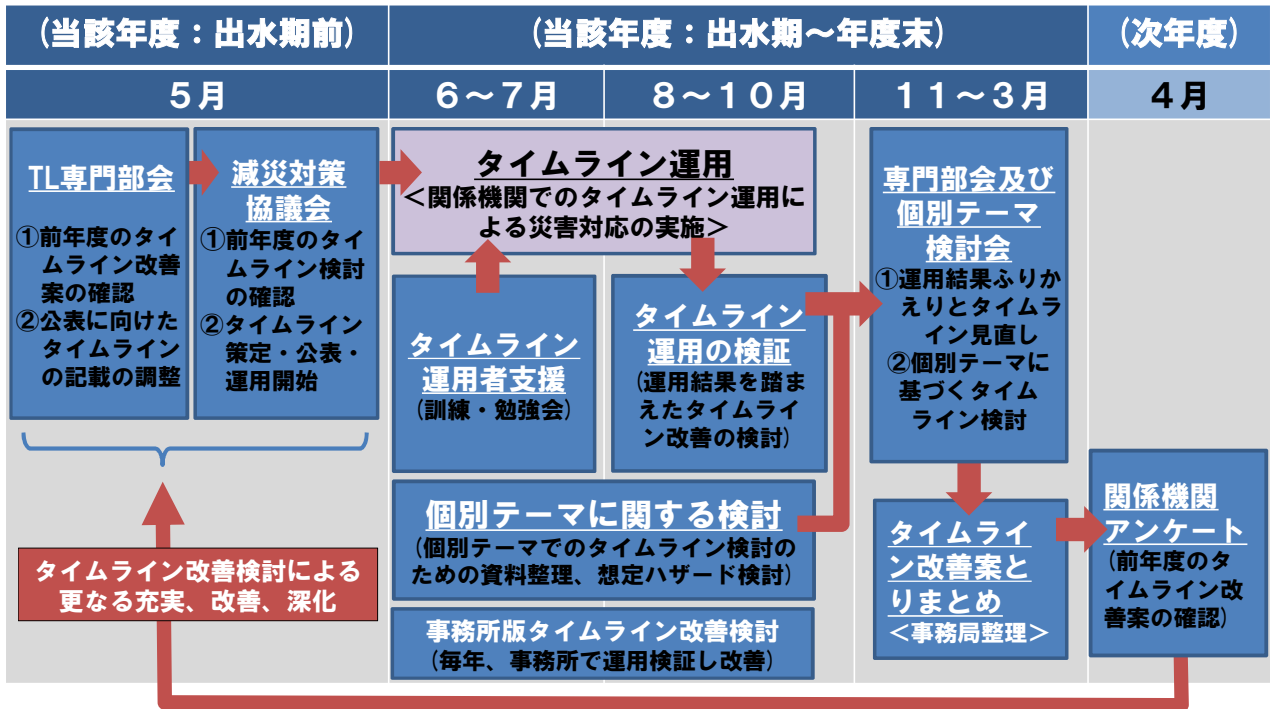 (当該年度：出水期前)
(当該年度：出水期～年度末)
(次年度)
５月
６～７月
８～１０月
１１～３月
４月
TL専門部会
①前年度のタイ
ムライン改善
案の確認
②公表に向けた
タイムライン
の記載の調整
減災対策
協議会
①前年度のタイ
ムライン検討
の確認
②タイムライン
策定・公表・
運用開始
タイムライン運用
＜関係機関でのタイムライン運用に
よる災害対応の実施＞
タイムライン
運用者支援
(訓練・勉強会)
タイムライン
運用の検証
(運用結果を踏ま
えたタイムライ
ン改善の検討)
個別テーマに関する検討
(個別テーマでのタイムライン検討の
ための資料整理、想定ハザード検討)
事務所版タイムライン改善検討
(毎年、事務所で運用検証し改善)
専門部会及び
個別テーマ
検討会
①運用結果ふりか
えりとタイムラ
イン見直し
②個別テーマに
基づくタイム
ライン検討
タイムライ
ン改善案と
りまとめ
＜事務局整理＞
関係機関
アンケート
(前年度のタ
イムライン改
善案の確認)
タイムライン改善検討による
更なる充実、改善、深化